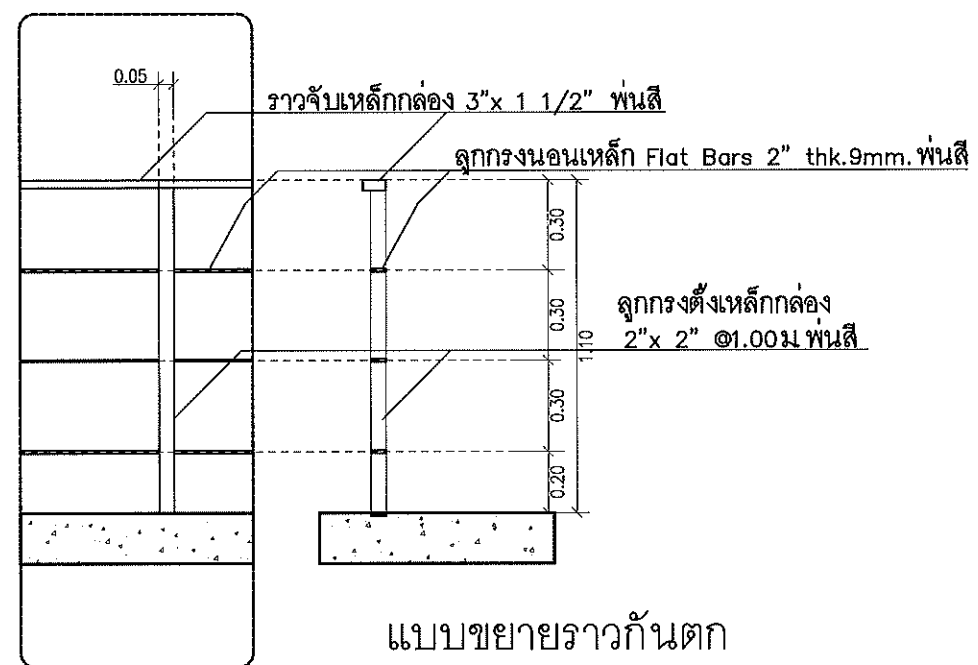 0.05
ราวจับเหล็กกล่อง 3"x 1 1/2" พ่นสี
ลูกกรงนอนเหล็ก Flat Bars 2" thk.9mm. พ่นสี
0.30
0.30
ลูกกรงตั้งเหล็กกล่อง
2"x 2" @1.00ม. พ่นสี
1.10
0.30
0.20
แบบขยายราวกันตก